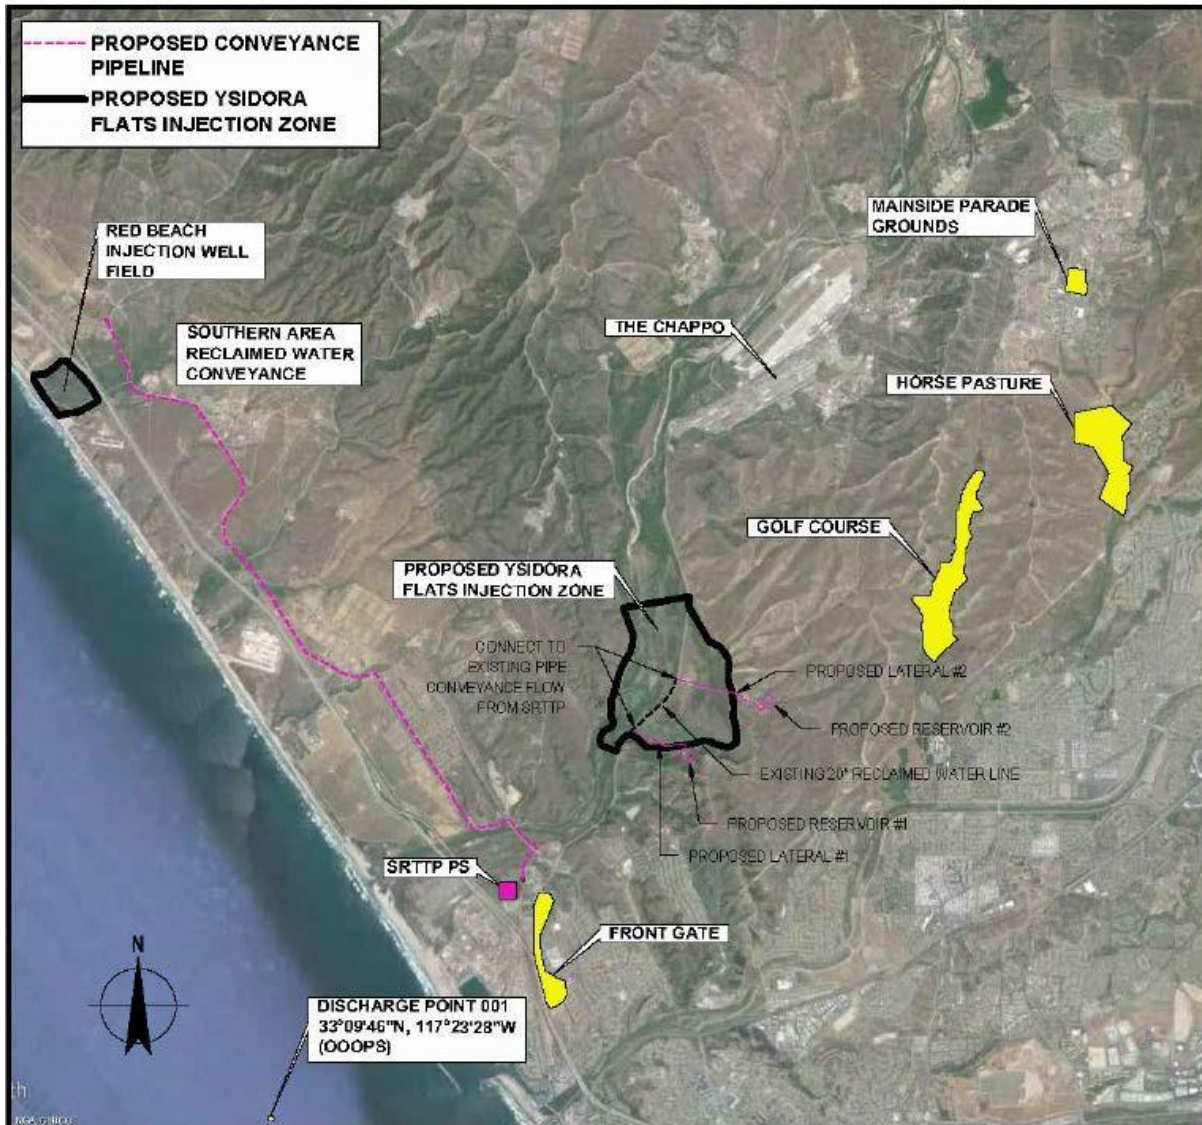 PROPOSED CONVEYANCE
PIPELINE
PROPOSED YSIDORA
FLATS INJECTION ZONE
RED BEACH
INJECTION WELL
FIELD
SOUTHERN AREA
RECLAIMED WATER
CONVEYANCE
MAINSIDE PARADE
GROUNDS
THE CHAPPO
HORSE PASTURE
GOLF COURSE
PROPOSED YSIDORA
FLATS INJECTION ZONE
CONNECT TO
EXISTING PIPE
CONVEYANCE FLOW
FROM SRTTP
PROPOSED LATERAL #2
PROPOSED RESERVOIR #2
EXISTING 20" RECLAIMED WATER LINE
PROPOSED RESERVOIR #1
PROPOSED LATERAL #1
SRTTP PS
FRONT GATE
N
DISCHARGE POINT 001
33°09'46"N, 117°23'28"W
(OOOPS)
th